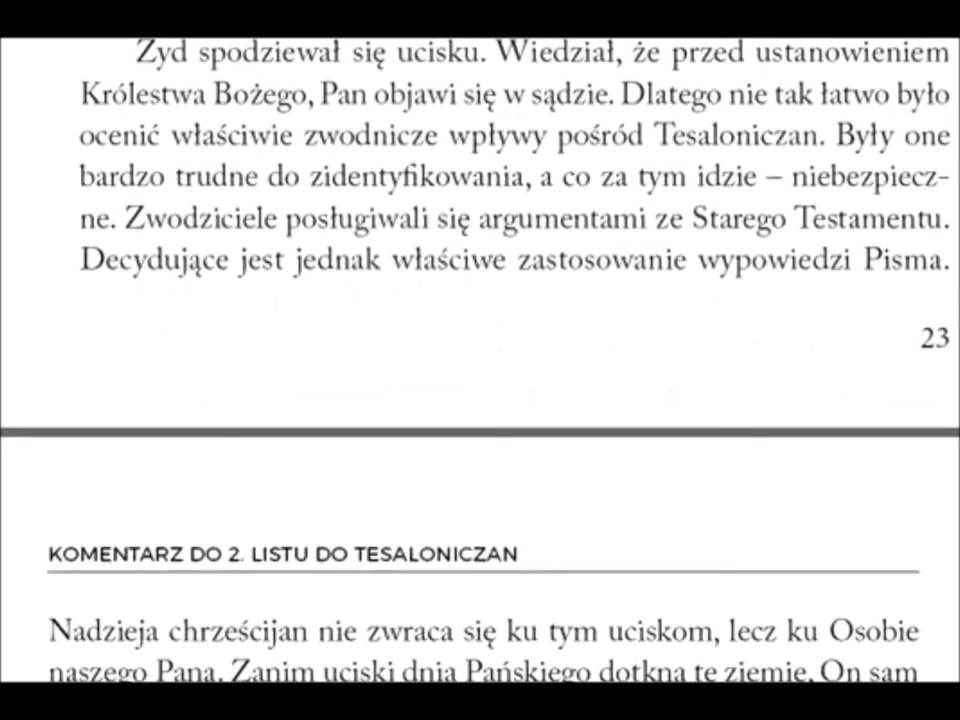 Żyd spodziewał się ucisku. Wiedział, że przed ustanowieniem
Królestwa Bożego, Pan objawi się w sądzie. Dlatego nie tak łatwo było
ocenić właściwie zwodnicze wpływy pośród Tesaloniczan. Były one
bardzo trudne do zidentyfikowania, a co za tym idzie – niebezpiecz-
ne. Zwodziciele posługiwali się argumentami ze Starego Testamentu.
Decydujące jest jednak właściwe zastosowanie wypowiedzi Pisma.
23
KOMENTARZ DO 2. LISTU DO TESALONICZAN
Nadzieja chrześcijan nie zwraca się ku tym uciskom, lecz ku Osobie
naszego Pana. Zanim uciski dnia Pańskiego dotkną tę ziemię, On sam